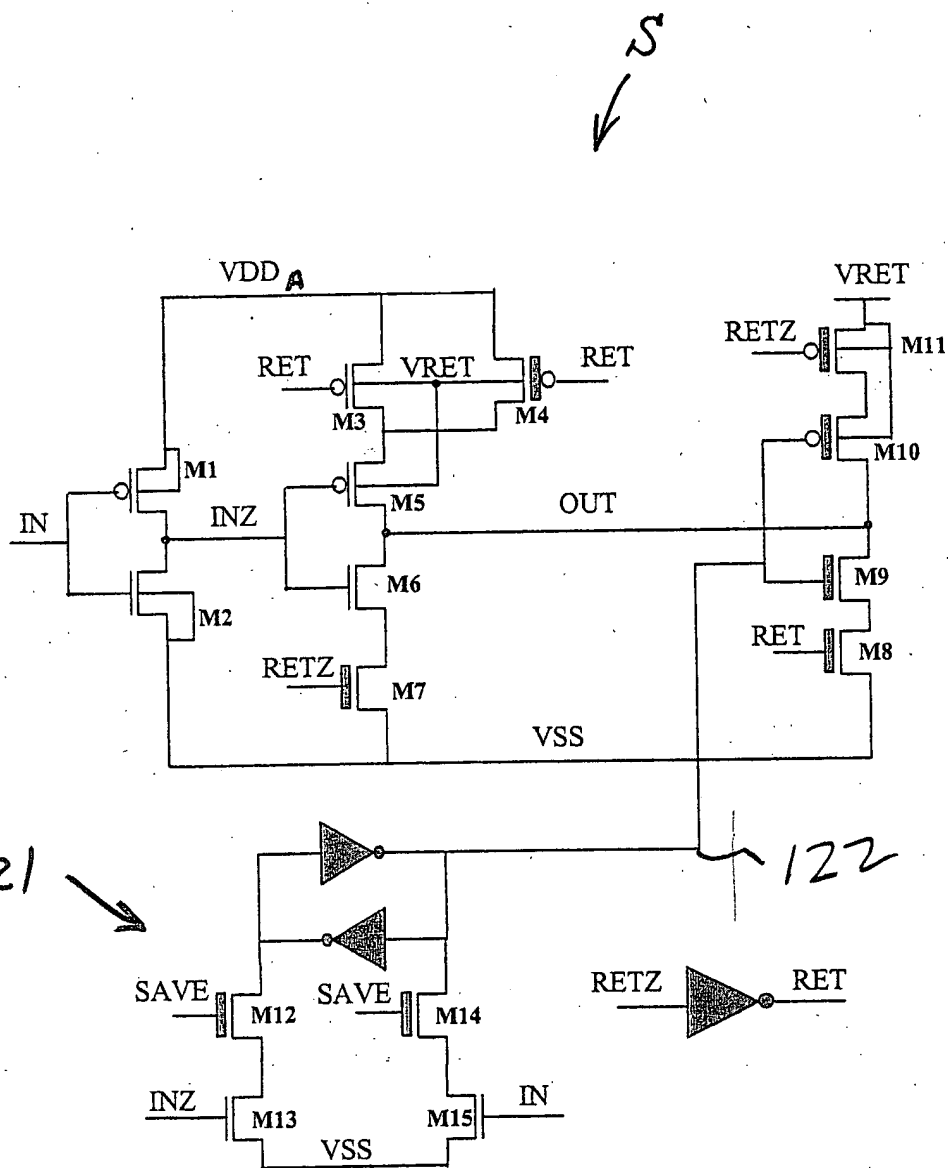 S
VDD A
VRET
RETZ
M11
RET
VRET
RET
M3
M4
M10
M1
M5
IN
INZ
OUT
M6
M9
M2
RET
M8
RETZ
M7
VSS
21
122
SAVE
M12
SAVE
M14
RETZ
RET
INZ
M13
M15
IN
VSS